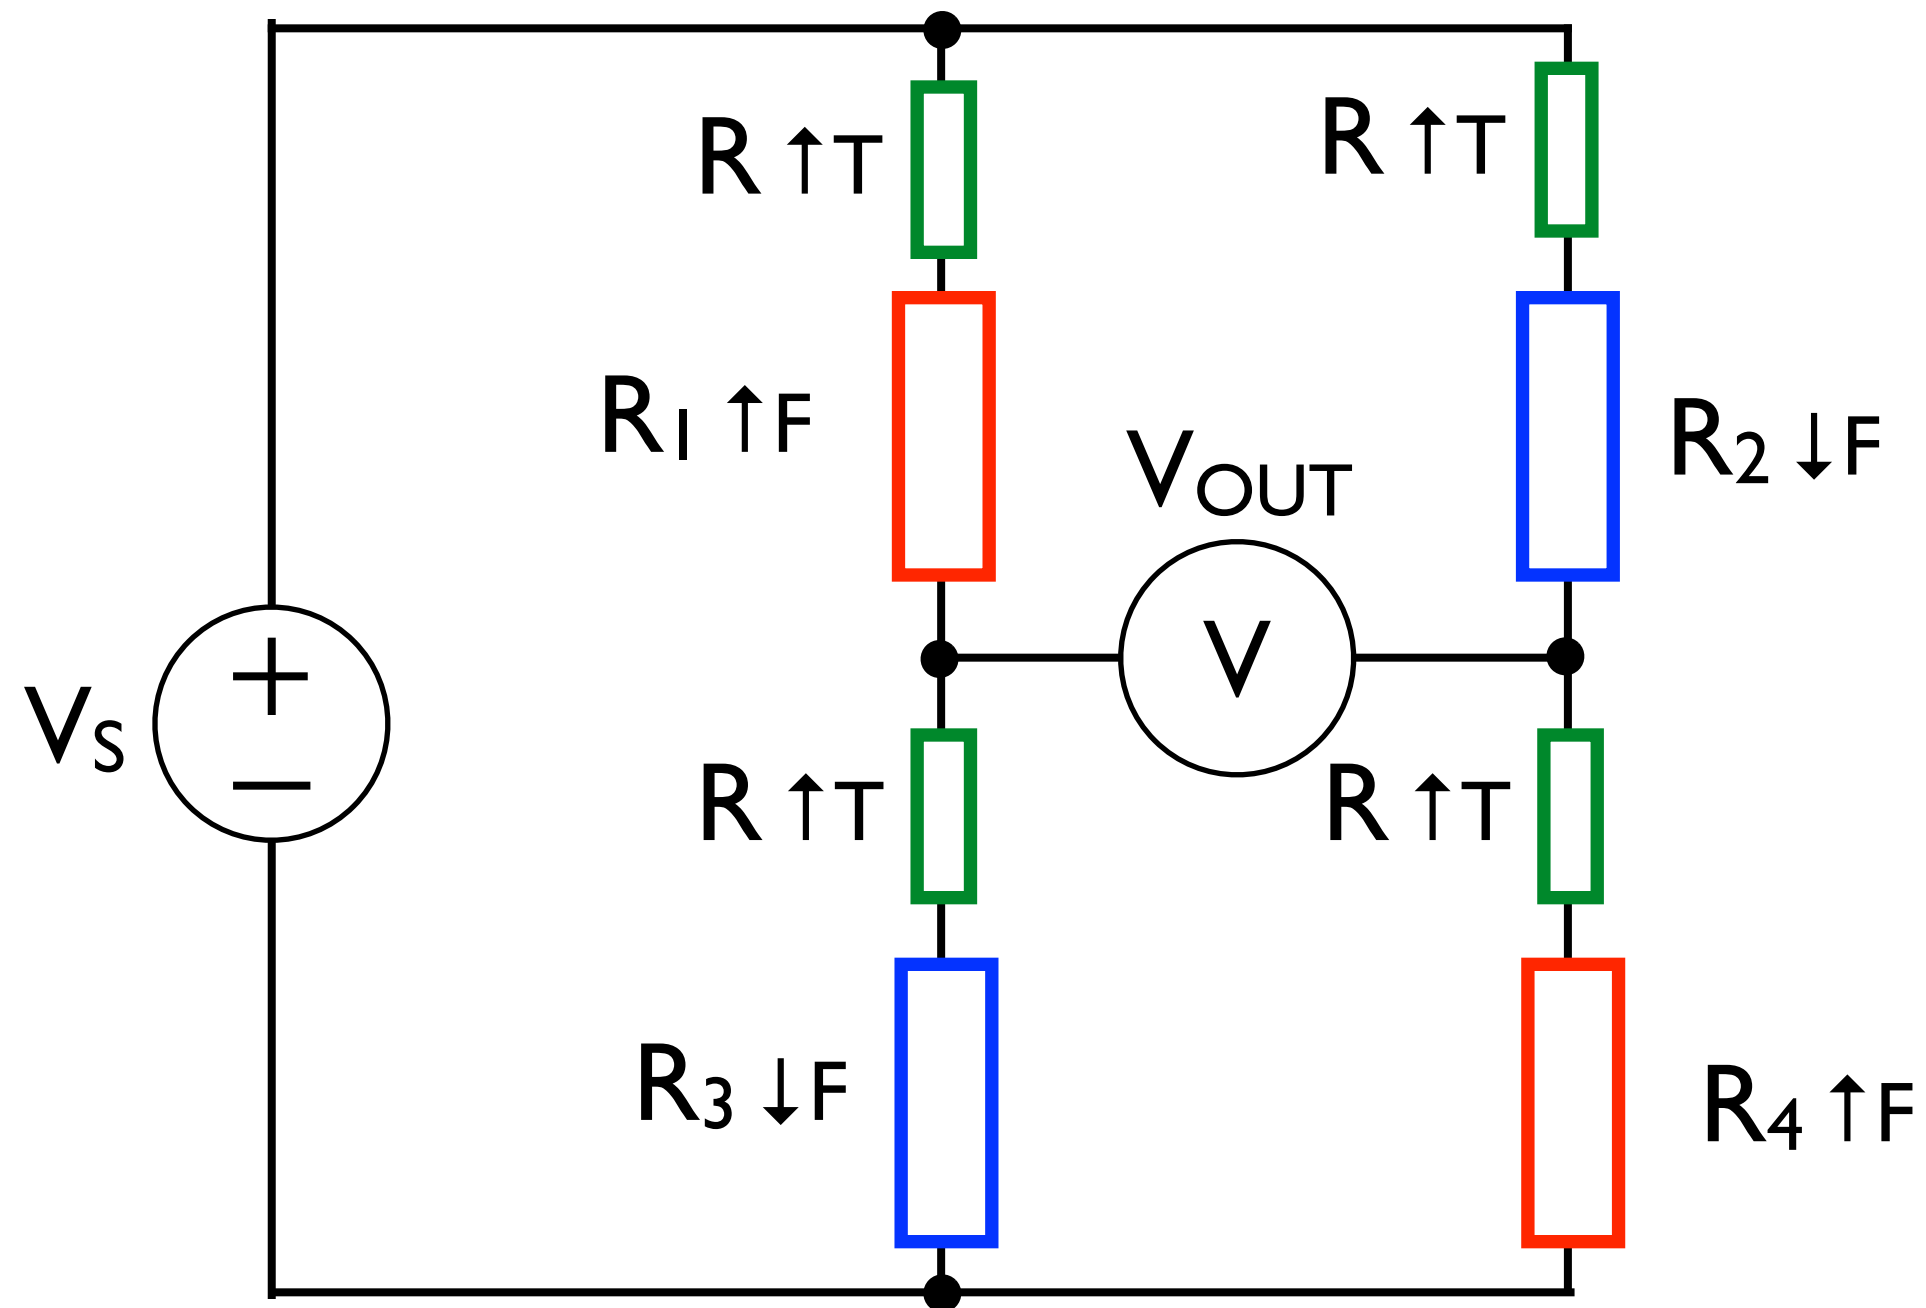 R ↑T
R ↑T
R1 ↑F
R2 ↓F
VOUT
V
VS
+
−
R ↑T
R ↑T
R3 ↓F
R4 ↑F